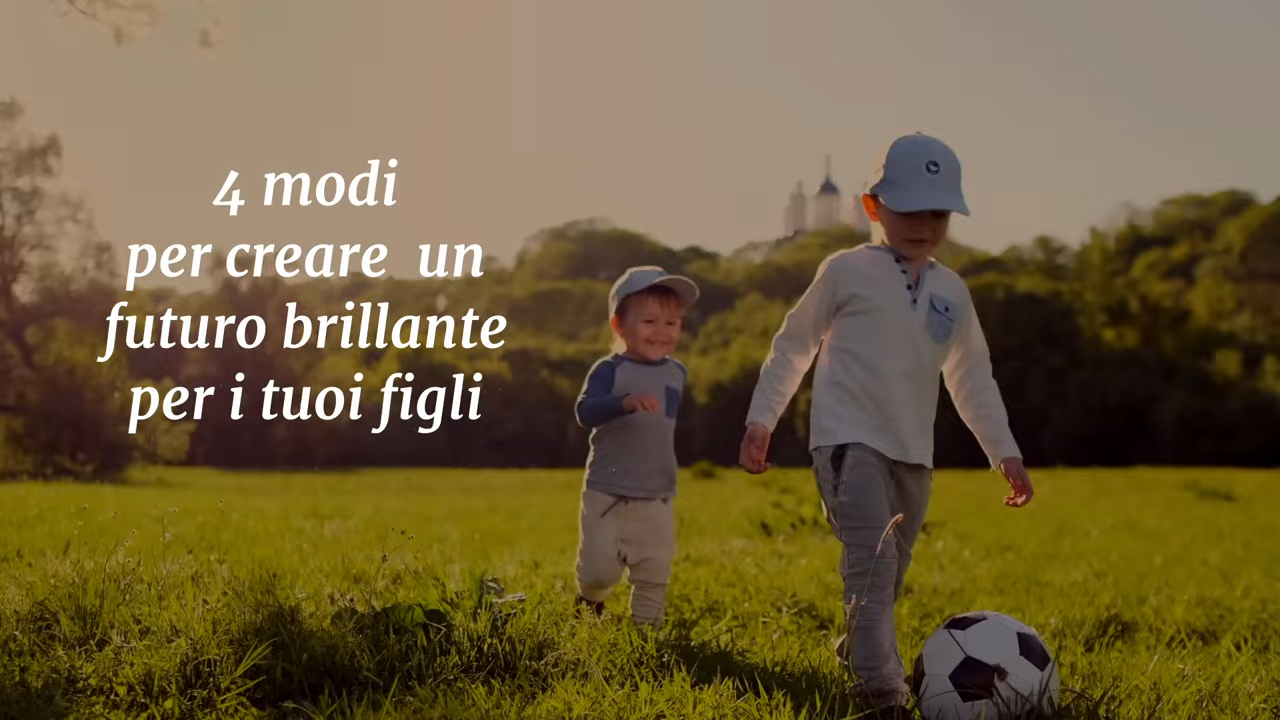 4 modi
per creare  un
futuro brillante
per i tuoi figli